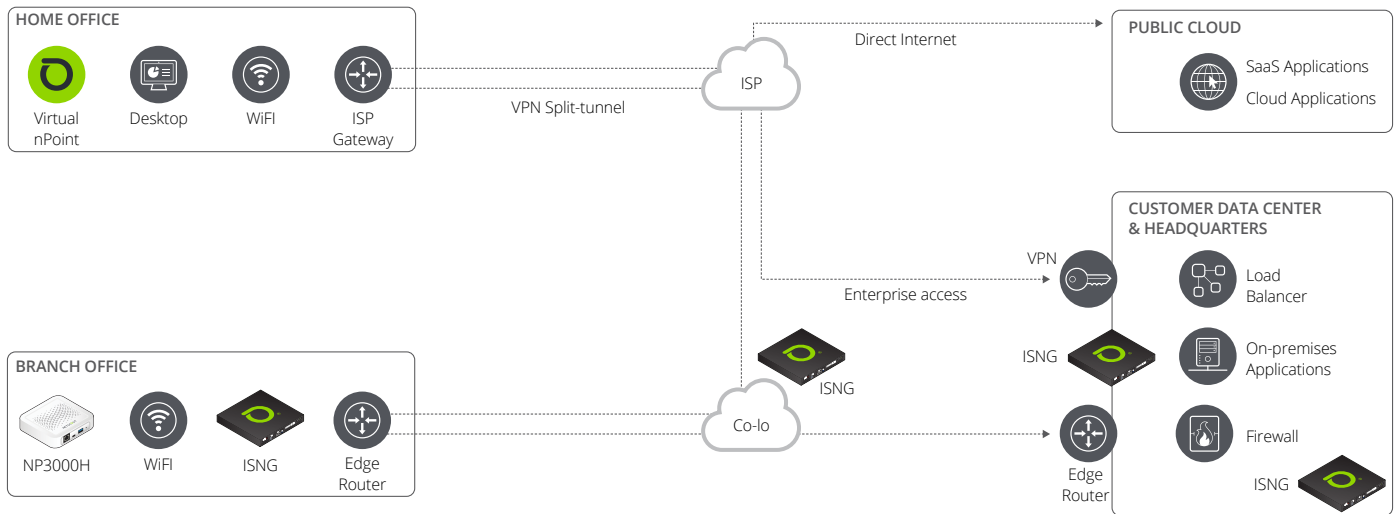 HOME OFFICE
Virtual
nPoint
Desktop
WiFI
ISP
Gateway
VPN Split-tunnel
ISP
Direct Internet
PUBLIC CLOUD
SaaS Applications
Cloud Applications
CUSTOMER DATA CENTER
& HEADQUARTERS
VPN
Enterprise access
Load
Balancer
ISNG
On-premises
Applications
ISNG
BRANCH OFFICE
NP3000H
WiFI
ISNG
Edge
Router
Co-lo
Edge
Router
Firewall
ISNG